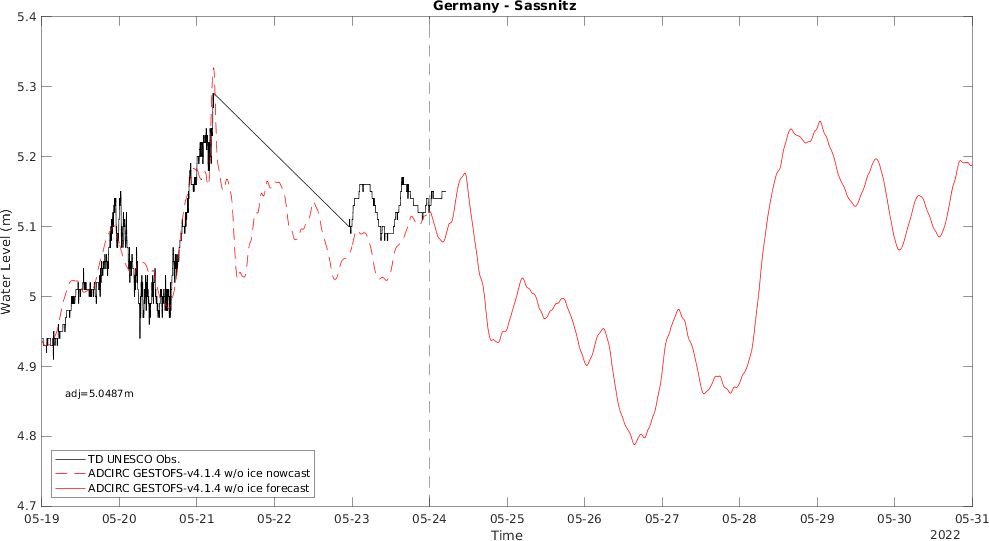 Germany - Sassnitz
5.4
5.3
5.2
5.1
5
4.9
4.8
4.7
Water Level (m)
adj=5.0487m
TD UNESCO Obs.
ADCIRC GESTOFS-v4.1.4 w/o ice nowcast
ADCIRC GESTOFS-v4.1.4 w/o ice forecast
05-19 05-20 05-21 05-22 05-23 05-24 05-25 05-26 05-27 05-28 05-29 05-30 05-31
Time
2022